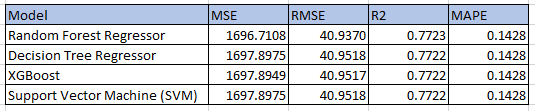 Model MSE RMSE R2 MAPE
Random Forest Regressor 1696.7108 40.9370 0.7723 0.1428
Decision Tree Regressor 1697.8975 40.9518 0.7722 0.1428
XGBoost 1697.8949 40.9517 0.7722 0.1428
Support Vector Machine (SVM) 1697.8975 40.9518 0.7722 0.1428